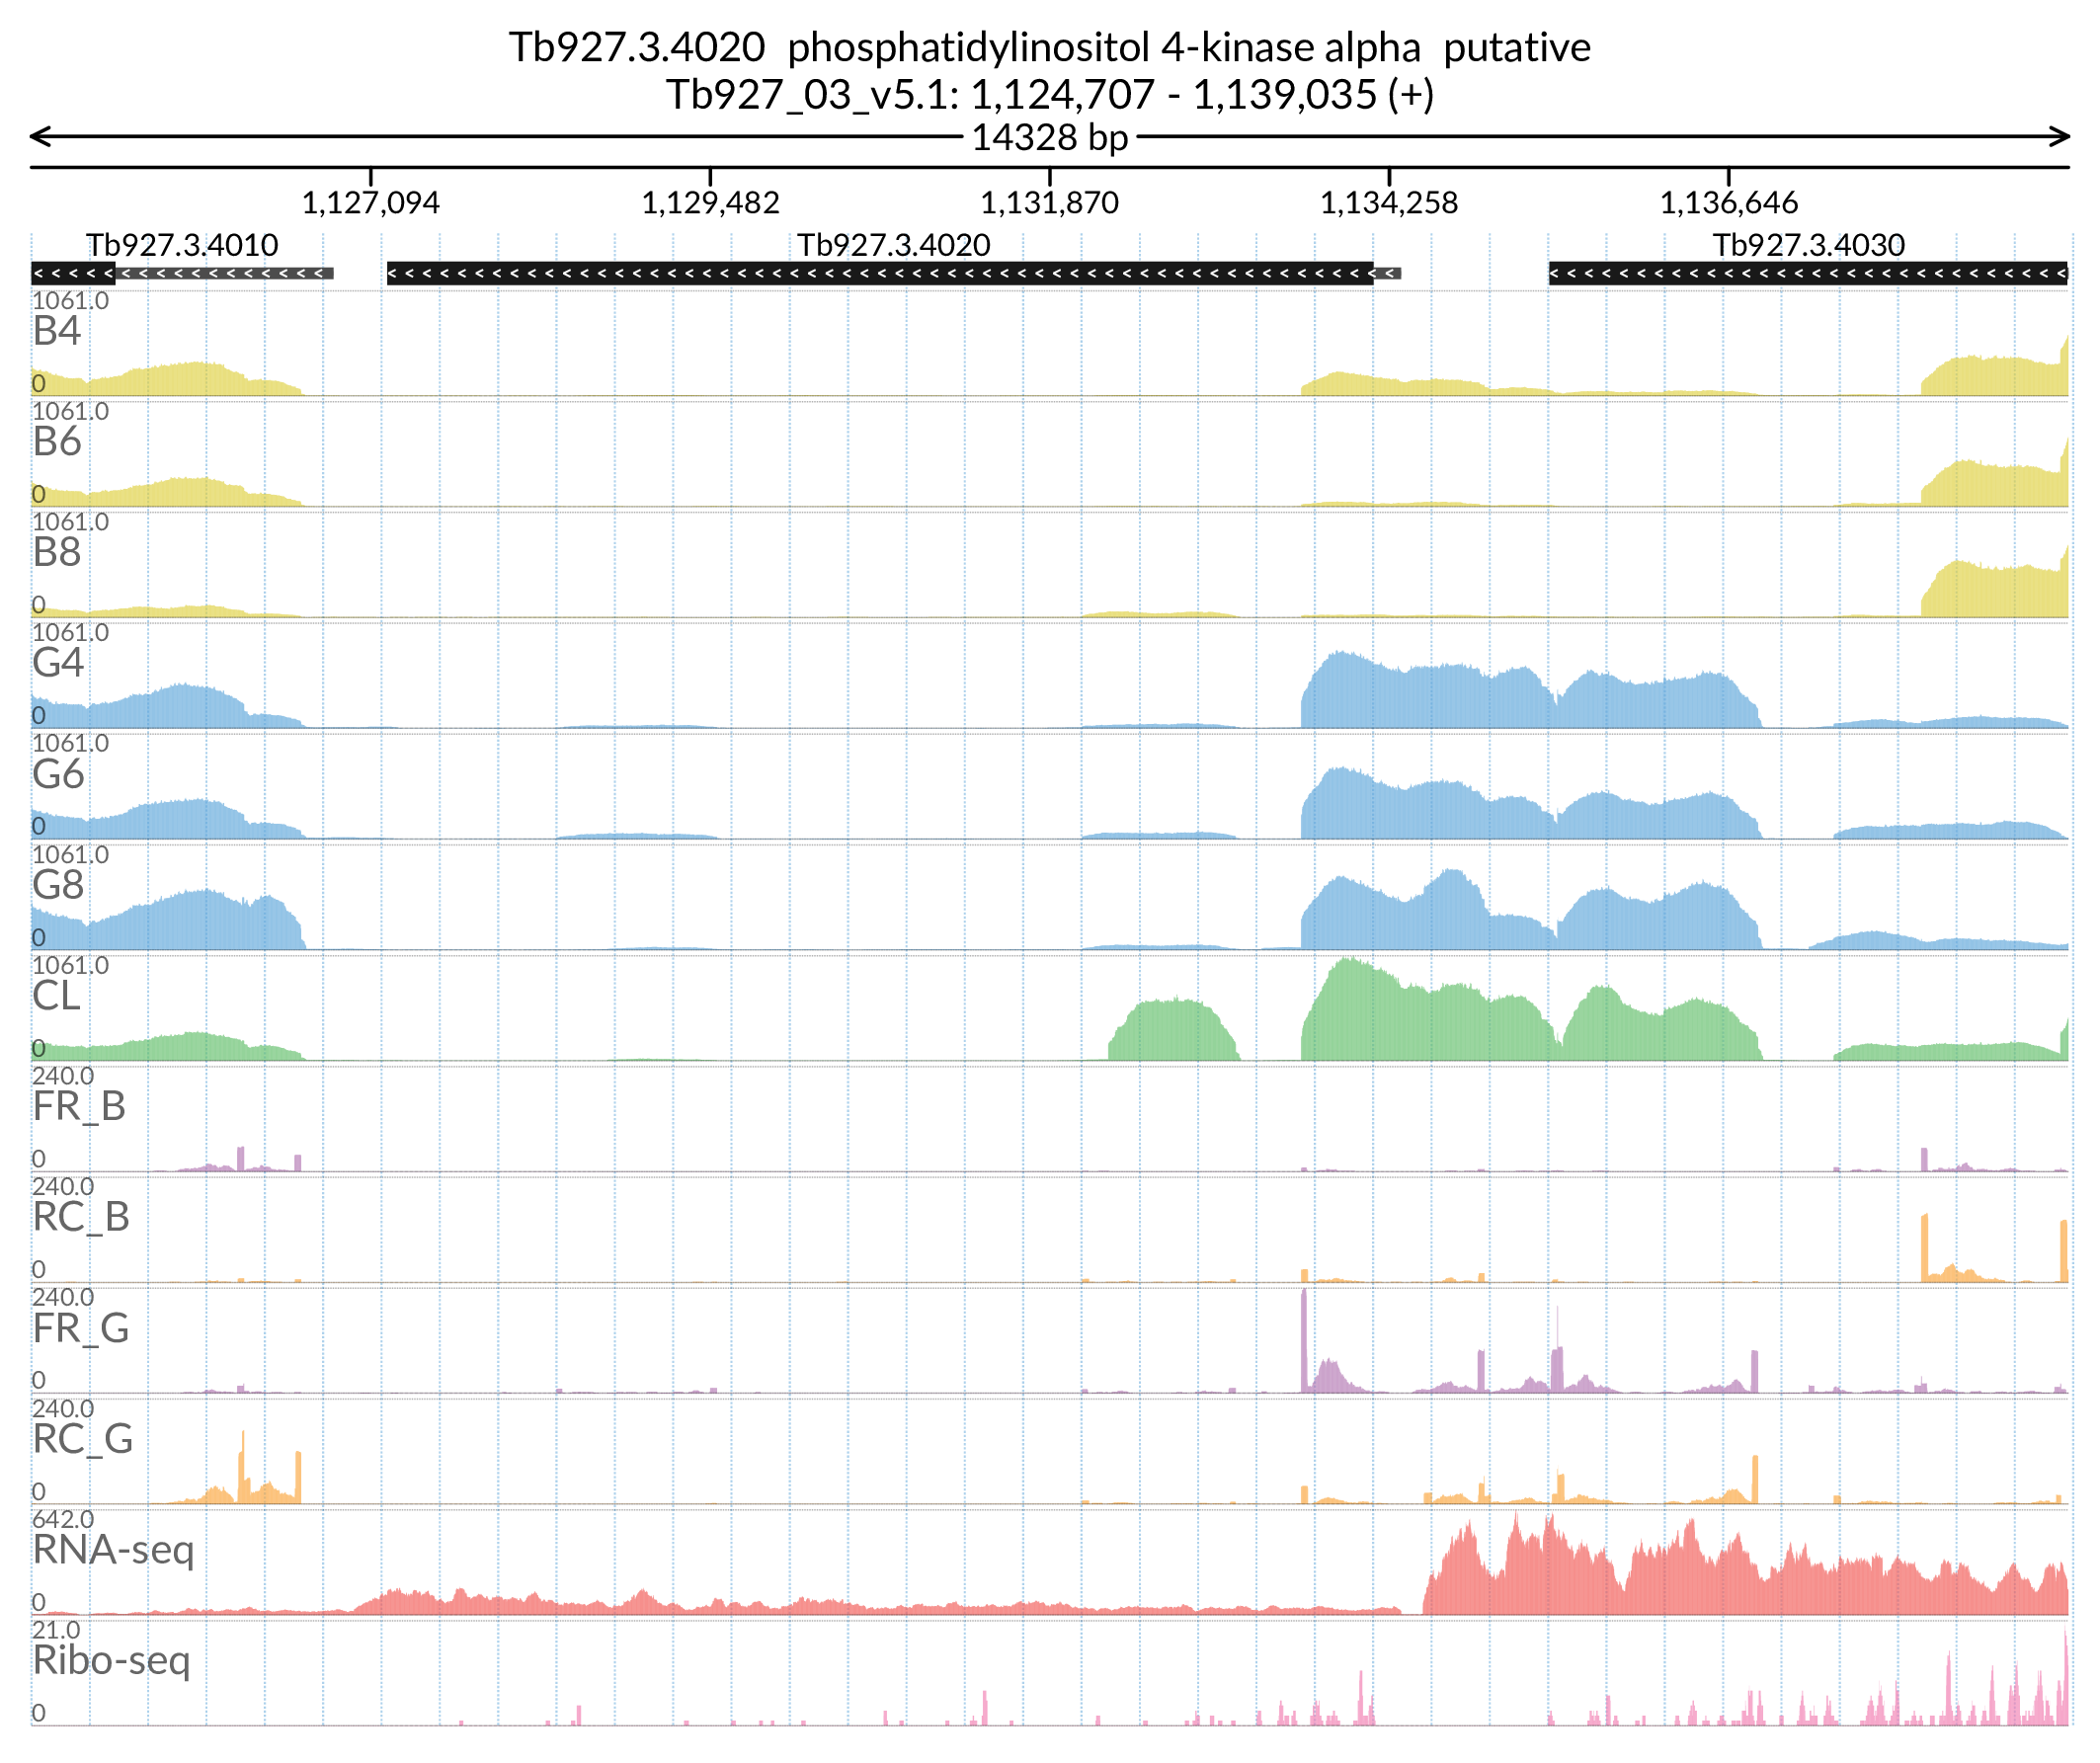 Tb927.3.4020  phosphatidylinositol 4-kinase alpha  putative
Tb927_03_v5.1: 1,124,707 - 1,139,035 (+)
14328 bp
1,127,094 1,129,482 1,131,870 1,134,258 1,136,646
Tb927.3.4010 Tb927.3.4020 Tb927.3.4030
1061.0
B4
0
1061.0
B6
0
1061.0
B8
0
1061.0
G4
0
1061.0
G6
0
1061.0
G8
0
1061.0
CL
0
240.0
FR_B
0
240.0
RC_B
0
240.0
FR_G
0
240.0
RC_G
0
642.0
RNA-seq
0
21.0
Ribo-seq
0